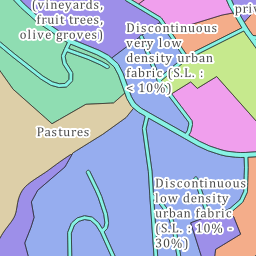 (vineyards,
fruit trees,
olive groves)
Discontinuous
very low
density urban
fabric (S.L. :
< 10%)
Pastures
Discontinuous
low density
urban fabric
(S.L. : 10% -
30%)